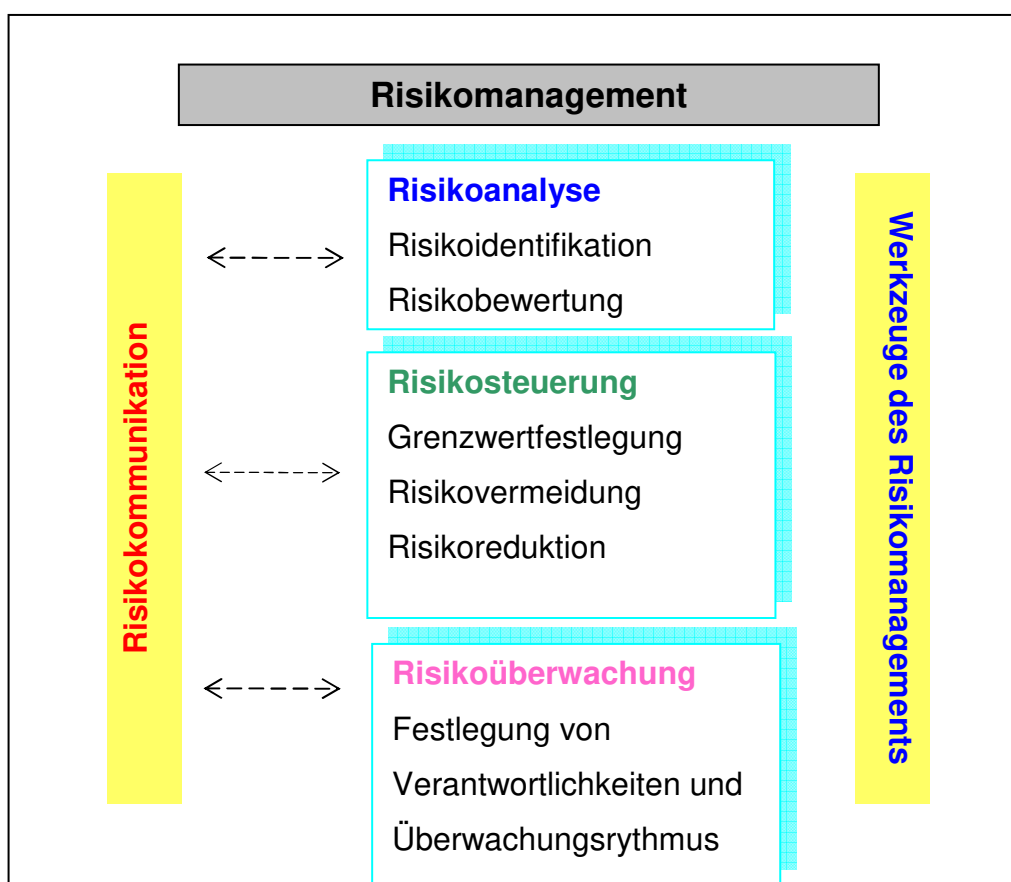 Risikomanagement
Risikokommunikation
Risikoanalyse
Risikoidentifikation
Risikobewertung
Risikosteuerung
Grenzwertfestlegung
Risikovermeidung
Risikoreduktion
Risikoüberwachung
Festlegung von
Verantwortlichkeiten und
Überwachungsrythmus
Werkzeuge des Risikomanagements